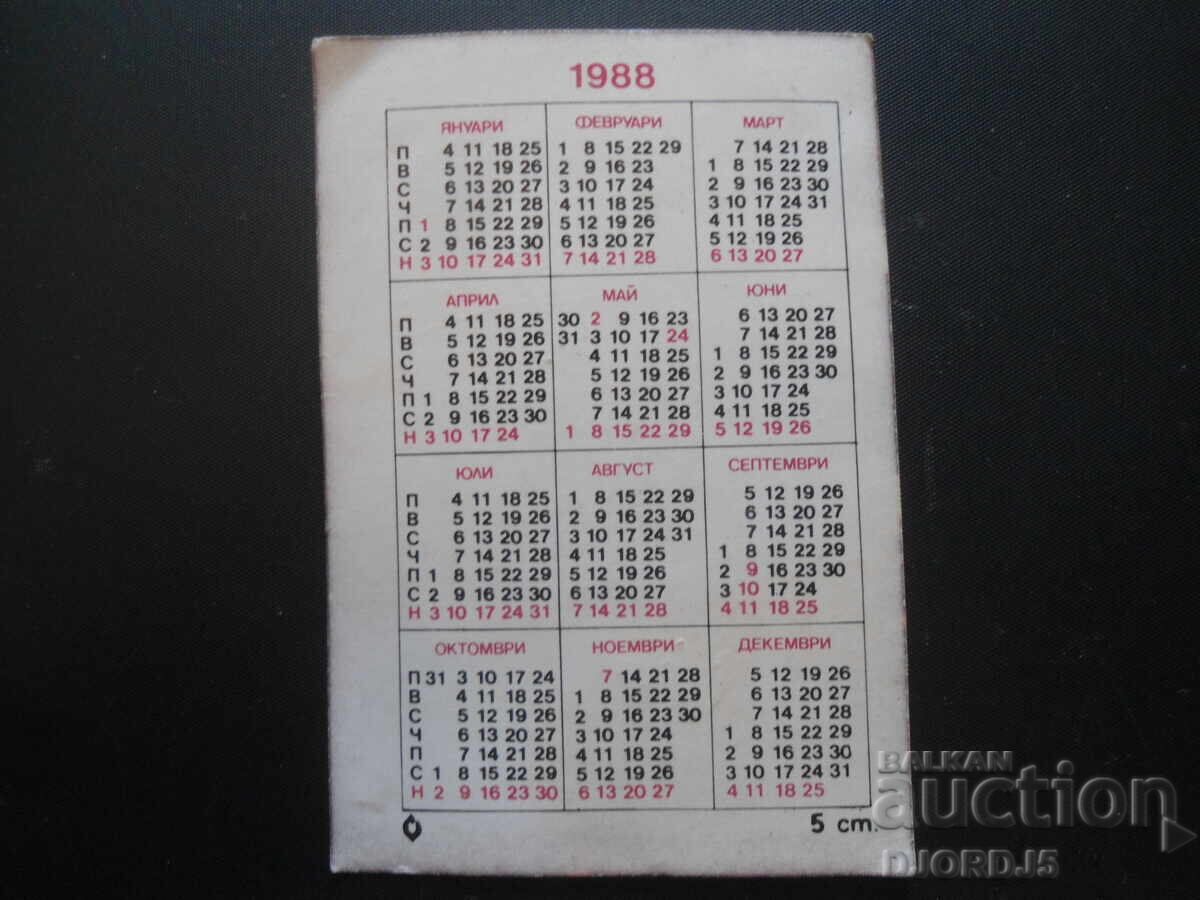 1988
ЯНУАРИ
П 4 11 18 25
В 5 12 19 26
С 6 13 20 27
Ч 7 14 21 28
П 1 8 15 22 29
С 2 9 16 23 30
Н 3 10 17 24 31
ФЕВРУАРИ
1 8 15 22 29
2 9 16 23
3 10 17 24
4 11 18 25
5 12 19 26
6 13 20 27
7 14 21 28
МАРТ
7 14 21 28
1 8 15 22 29
2 9 16 23 30
3 10 17 24 31
4 11 18 25
5 12 19 26
6 13 20 27
АПРИЛ
П 4 11 18 25
В 5 12 19 26
С 6 13 20 27
Ч 7 14 21 28
П 1 8 15 22 29
С 2 9 16 23 30
Н 3 10 17 24
МАЙ
30 2 9 16 23
31 3 10 17 24
4 11 18 25
5 12 19 26
6 13 20 27
7 14 21 28
1 8 15 22 29
ЮНИ
6 13 20 27
7 14 21 28
1 8 15 22 29
2 9 16 23 30
3 10 17 24
4 11 18 25
5 12 19 26
ЮЛИ
П 4 11 18 25
В 5 12 19 26
С 6 13 20 27
Ч 7 14 21 28
П 1 8 15 22 29
С 2 9 16 23 30
Н 3 10 17 24 31
АВГУСТ
1 8 15 22 29
2 9 16 23 30
3 10 17 24 31
4 11 18 25
5 12 19 26
6 13 20 27
7 14 21 28
СЕПТЕМВРИ
5 12 19 26
6 13 20 27
7 14 21 28
1 8 15 22 29
2 9 16 23 30
3 10 17 24
4 11 18 25
ОКТОМВРИ
П 31 3 10 17 24
В 4 11 18 25
С 5 12 19 26
Ч 6 13 20 27
П 7 14 21 28
С 1 8 15 22 29
Н 2 9 16 23 30
НОЕМВРИ
7 14 21 28
1 8 15 22 29
2 9 16 23 30
3 10 17 24
4 11 18 25
5 12 19 26
6 13 20 27
ДЕКЕМВРИ
5 12 19 26
6 13 20 27
7 14 21 28
1 8 15 22 29
2 9 16 23 30
3 10 17 24 31
4 11 18 25
5 ст.
BALKAN
auction
DJORDJ5